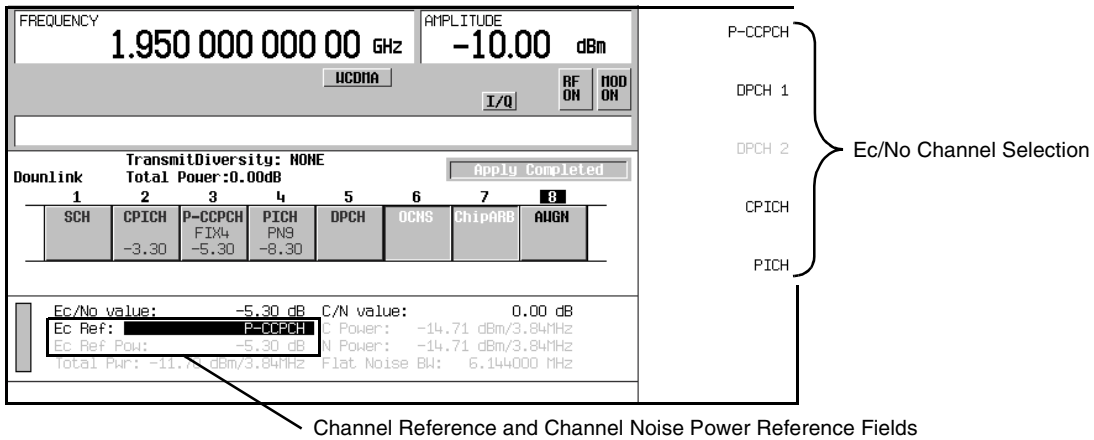 FREQUENCY
1.950 000 000 00 GHz
AMPLITUDE
-10.00 dBm
WCDMA
I/Q
RF ON
MOD ON
TransmitDiversity: NONE
Downlink Total Power:0.00dB
Apply Completed
1 2 3 4 5 6 7 8
SCH CPICH P-CCPCH PICH DPCH OCNS ChipARB AWGN
FIX4 PN9
-3.30 -5.30 -8.30
Ec/No value: -5.30 dB C/N value: 0.00 dB
Ec Ref: P-CCPCH C Power: -14.71 dBm/3.84MHz
Ec Ref Pow: -5.30 dB N Power: -14.71 dBm/3.84MHz
Total Pwr: dBm/3.84MHz Flat Noise BW: 6.144000 MHz
P-CCPCH
DPCH 1
DPCH 2
CPICH
PICH
Ec/No Channel Selection
Channel Reference and Channel Noise Power Reference Fields